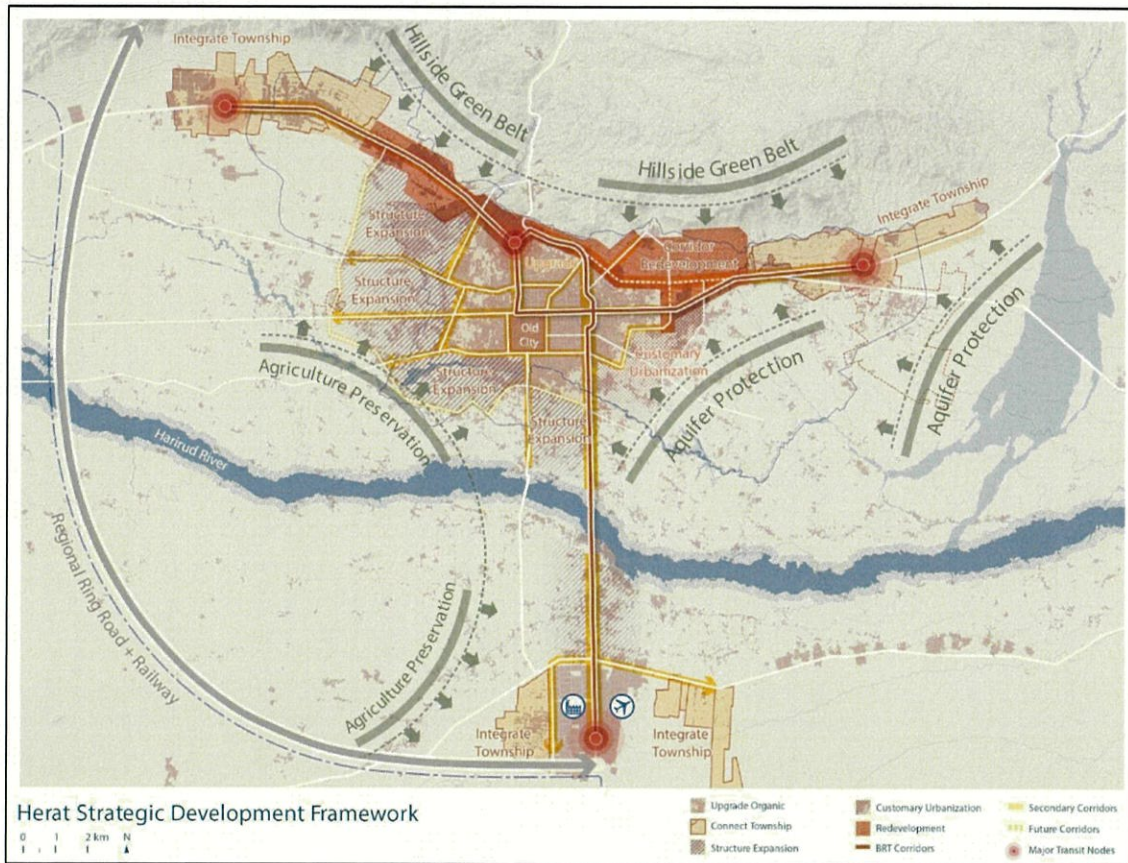 Integrate Township
Hillside Green Belt
Hillside Green Belt
Integrate Township
Structure
Expansion
Upgrade
Corridor
Redevelopment
Structure
Expansion
Old
City
Customary
Urbanization
Structure
Expansion
Structure
Expansion
Agriculture Preservation
Aquifer Protection
Aquifer Protection
Harirud River
Regional Ring Road + Railway
Agriculture Preservation
Integrate
Township
Integrate
Township
Herat Strategic Development Framework
0 1 2 km N
Upgrade Organic
Connect Township
Structure Expansion
Customary Urbanization
Redevelopment
BRT Corridors
Secondary Corridors
Future Corridors
Major Transit Nodes